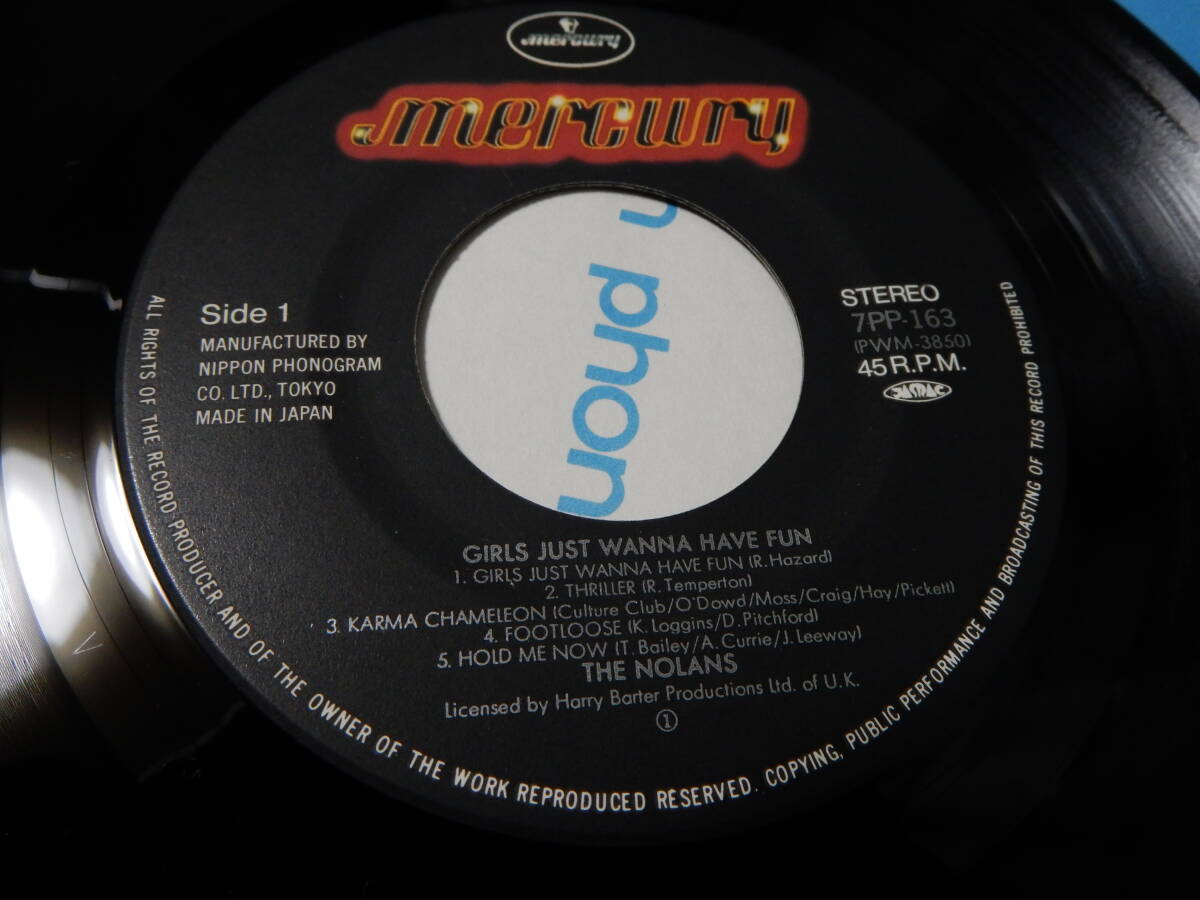 mercury
mercury
Side 1
MANUFACTURED BY
NIPPON PHONOGRAM
CO. LTD., TOKYO
MADE IN JAPAN
n phon
STEREO
7PP-163
(PWM-3850)
45 R.P.M.
JASRAC
GIRLS JUST WANNA HAVE FUN
1. GIRLS JUST WANNA HAVE FUN (R.Hazard)
2. THRILLER (R. Temperton)
3. KARMA CHAMELEON (Culture Club/O'Dowd/Moss/Craig/Hay/Pickett)
4. FOOTLOOSE (K. Loggins/D. Pitchford)
5. HOLD ME NOW (T. Bailey/A. Currie/J. Leeway)
THE NOLANS
Licensed by Harry Barter Productions Ltd. of U.K.
①
ALL RIGHTS OF THE RECORD PRODUCER AND OF THE OWNER OF THE WORK REPRODUCED RESERVED. COPYING, PUBLIC PERFORMANCE AND BROADCASTING OF THIS RECORD PROHIBITED